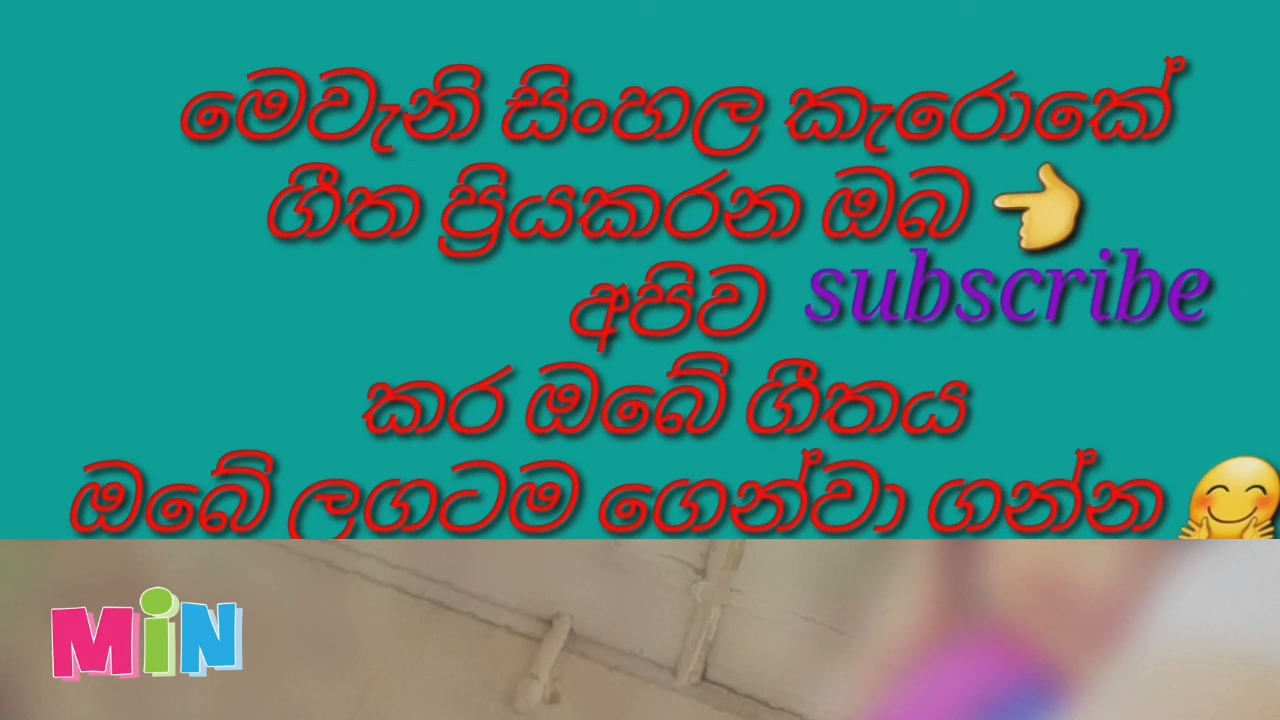 මෙවැනි සිංහල කැරොකේ
ගීත ප්‍රියකරන ඔබ 👈
අපිව subscribe
කර ඔබේ ගීතය
ඔබේ ලගටම ගෙන්වා ගන්න 🤗
MiN